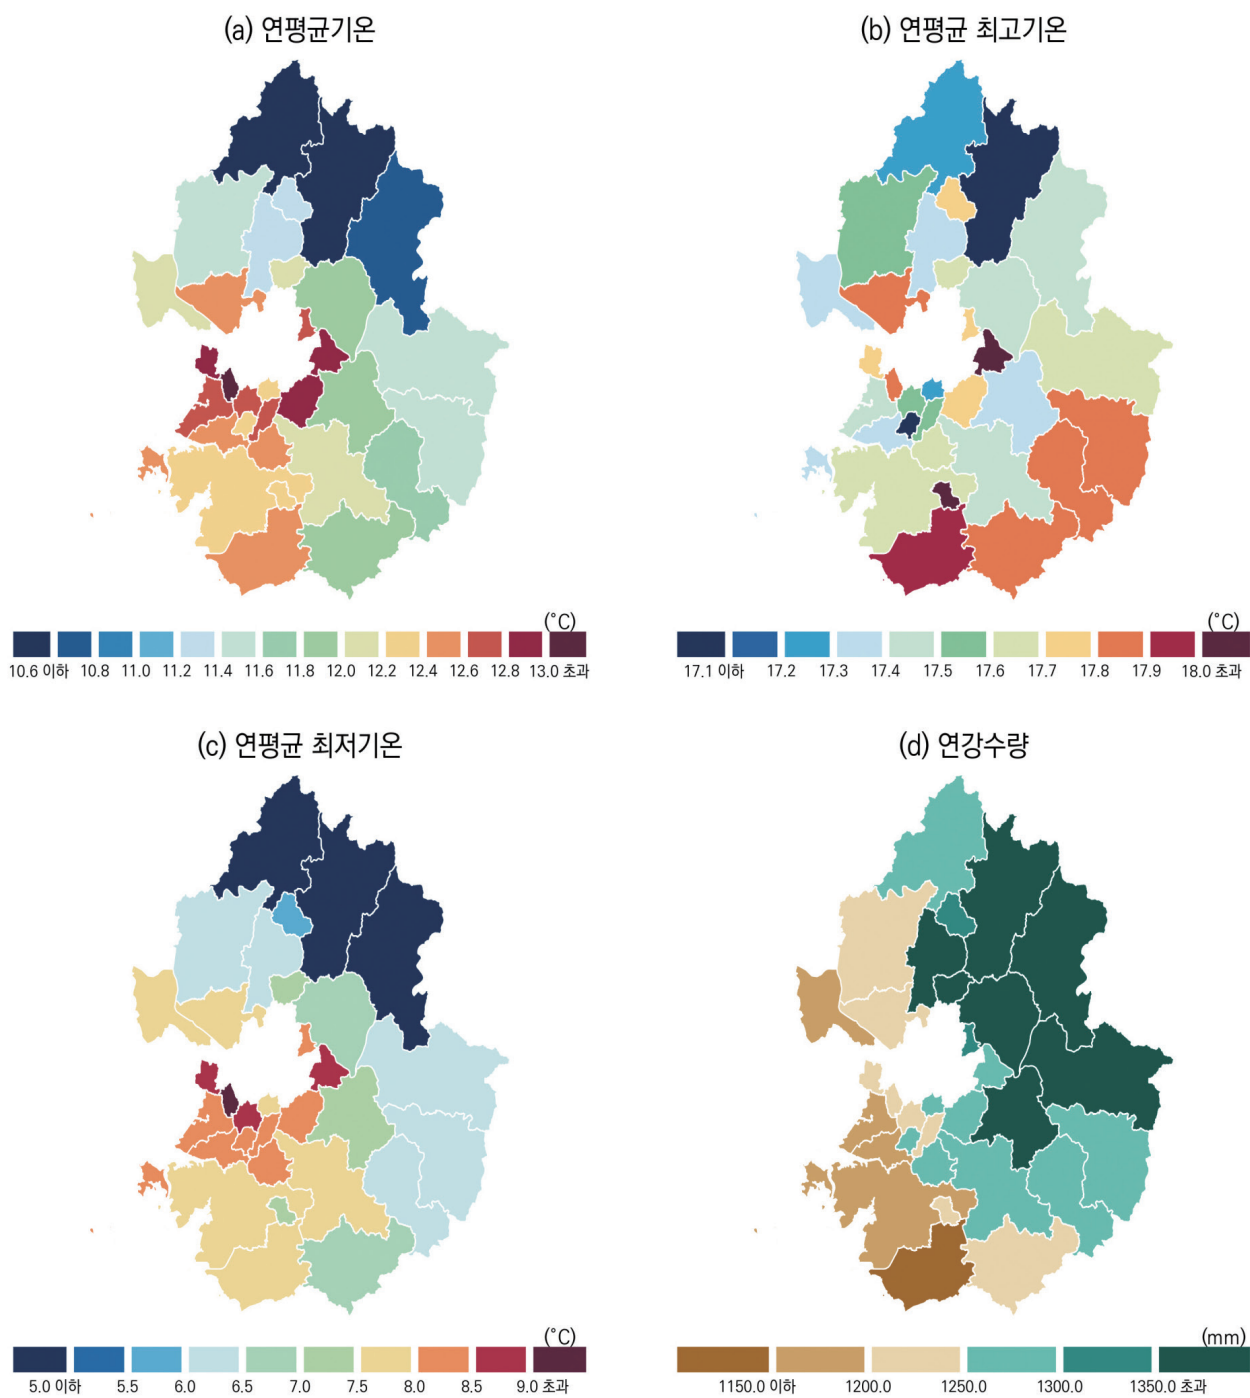 (a) 연평균기온
(b) 연평균 최고기온
(°C)
10.6 이하 10.8 11.0 11.2 11.4 11.6 11.8 12.0 12.2 12.4 12.6 12.8 13.0 초과
(°C)
17.1 이하 17.2 17.3 17.4 17.5 17.6 17.7 17.8 17.9 18.0 초과
(c) 연평균 최저기온
(d) 연강수량
(°C)
5.0 이하 5.5 6.0 6.5 7.0 7.5 8.0 8.5 9.0 초과
(mm)
1150.0 이하 1200.0 1250.0 1300.0 1350.0 초과